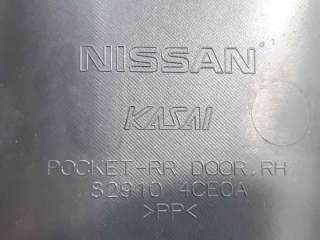 NISSAN
KASAI
POCKET-RR DOOR,RH
82910 4CE0A
>PP<